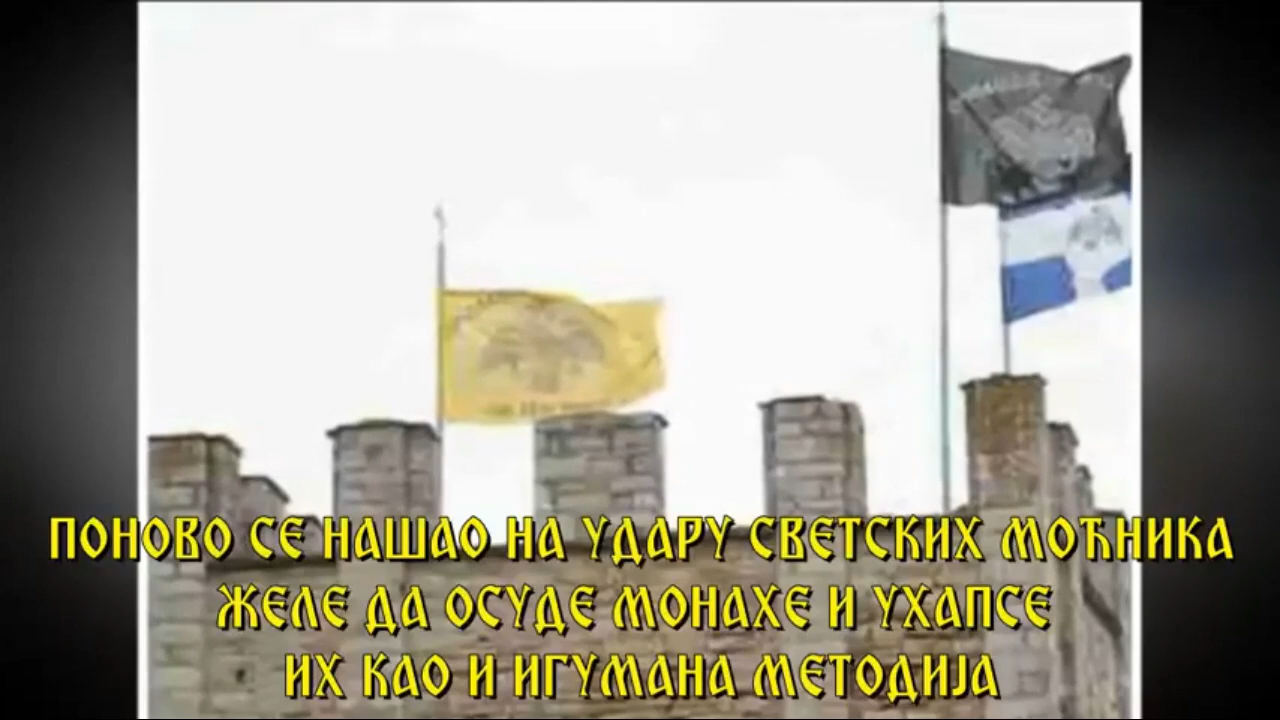 ПОНОВО СЕ НАШАО НА УДАРУ СВЕТСКИХ МОЋНИКА
ЖЕЛЕ ДА ОСУДЕ МОНАХЕ И УХАПСЕ
ИХ КАО И ИГУМАНА МЕТОДИЈА